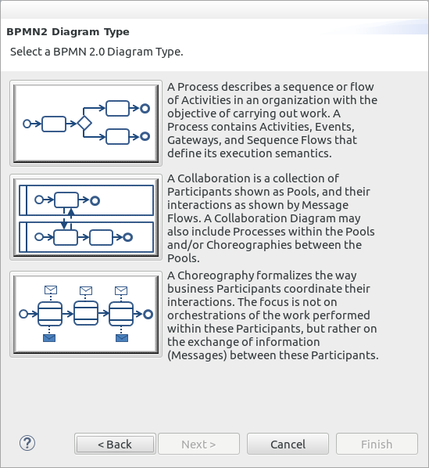 BPMN2 Diagram Type
Select a BPMN 2.0 Diagram Type.
A Process describes a sequence or flow
of Activities in an organization with the
objective of carrying out work. A
Process contains Activities, Events,
Gateways, and Sequence Flows that
define its execution semantics.
A Collaboration is a collection of
Participants shown as Pools, and their
interactions as shown by Message
Flows. A Collaboration Diagram may
also include Processes within the Pools
and/or Choreographies between the
Pools.
A Choreography formalizes the way
business Participants coordinate their
interactions. The focus is not on
orchestrations of the work performed
within these Participants, but rather on
the exchange of information
(Messages) between these Participants.
?
< Back
Next >
Cancel
Finish